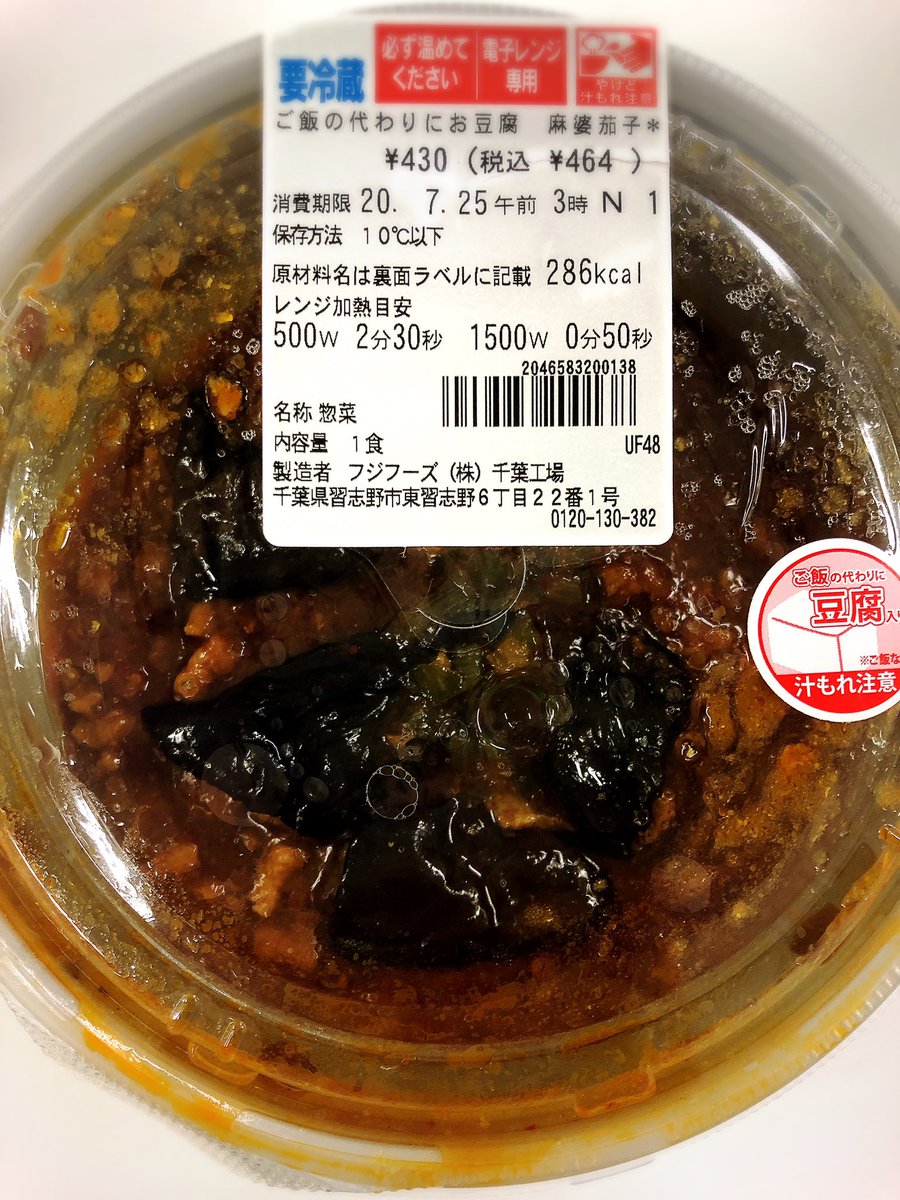 要冷蔵
必ず温めて
ください
電子レンジ
専用
やけど
汁もれ注意
ご飯の代わりにお豆腐 麻婆茄子*
¥430 (税込 ¥464 )
消費期限 20. 7. 25午前 3時 N 1
保存方法 10℃以下
原材料名は裏面ラベルに記載 286kcal
レンジ加熱目安
500W 2分30秒 1500W 0分50秒
2046583200138
名称 惣菜
内容量 1食
UF48
製造者 フジフーズ (株) 千葉工場
千葉県習志野市東習志野6丁目22番1号
0120-130-382
ご飯の代わりに
豆腐入り
※ご飯な
汁もれ注意